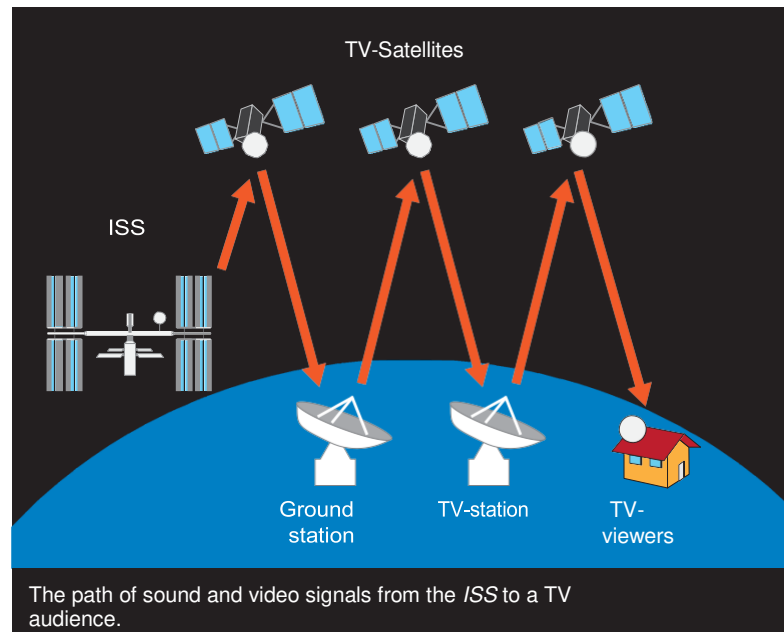 TV-Satellites
ISS
Ground
station
TV-station
TV-
viewers
The path of sound and video signals from the ISS to a TV
audience.